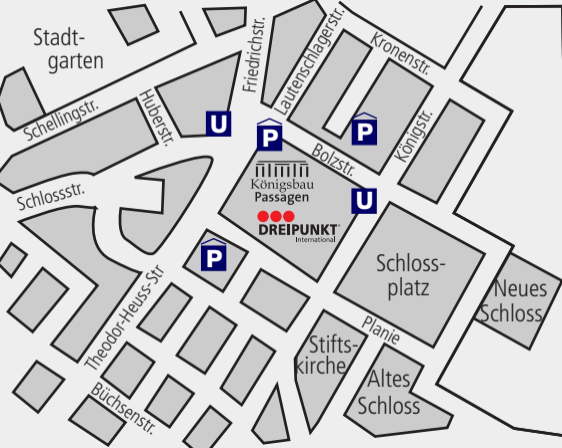 Stadt-
garten
Friedrichstr.
Lautenschlagerstr.
Kronenstr.
Schellingstr.
Huberstr.
U
P
P
Königstr.
Bolzstr.
Schlossstr.
Königsbau
Passagen
U
DREIPUNKT
International
P
Schloss-
platz
Neues
Schloss
Theodor-Heuss-Str
Planie
Stifts-
kirche
Altes
Schloss
Büchsenstr.